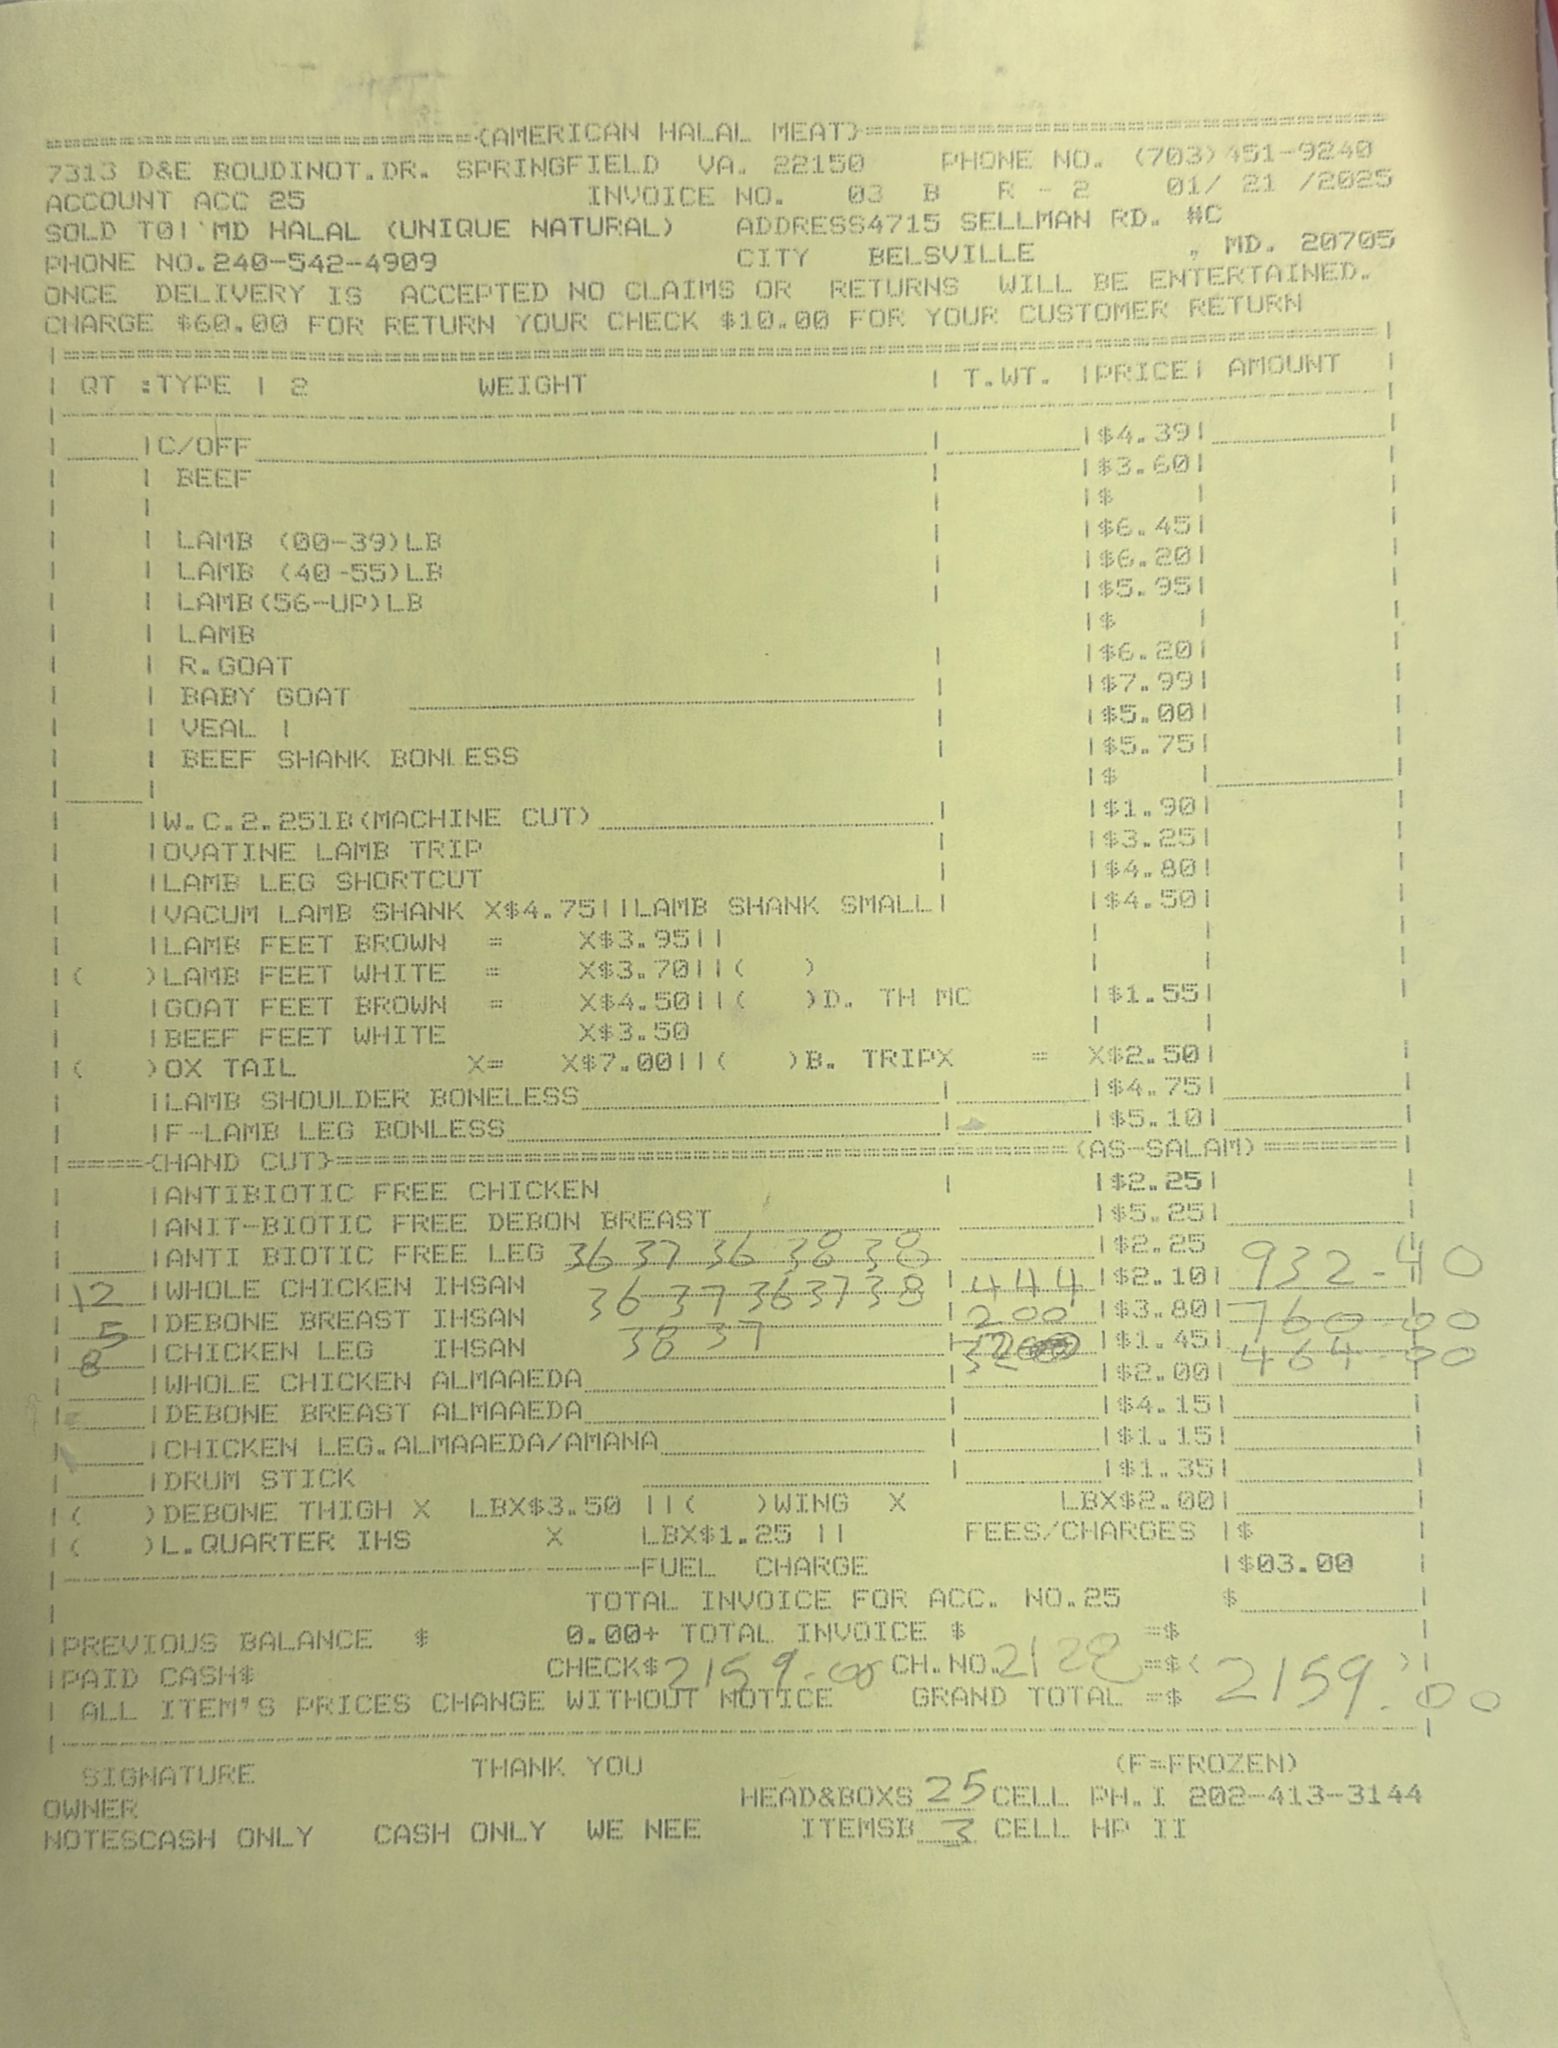 {AMERICAN HALAL MEAT}
7313 D&E BOUDINOT.DR. SPRINGFIELD VA. 22150 PHONE NO. (703)451-9240
ACCOUNT ACC 25 INVOICE NO. 03 B R - 2 01/ 21 /2025
SOLD TO| MD HALAL (UNIQUE NATURAL) ADDRESS4715 SELLMAN RD. #C
PHONE NO.240-542-4909 CITY BELSVILLE , MD. 20705
ONCE DELIVERY IS ACCEPTED NO CLAIMS OR RETURNS WILL BE ENTERTAINED.
CHARGE $60.00 FOR RETURN YOUR CHECK $10.00 FOR YOUR CUSTOMER RETURN
| QT :TYPE | 2 WEIGHT | T.WT. |PRICE| AMOUNT |
|C/OFF |$4.39|
| BEEF |$3.60|
|$ |
| LAMB (00-39)LB |$6.45|
| LAMB (40-55)LB |$6.20|
| LAMB(56-UP)LB |$5.95|
| LAMB |$ |
| R.GOAT |$6.20|
| BABY GOAT |$7.99|
| VEAL | |$5.00|
| BEEF SHANK BONLESS |$5.75|
|$ |
|W.C.2.251B(MACHINE CUT) |$1.90|
|OVATINE LAMB TRIP |$3.25|
|LAMB LEG SHORTCUT |$4.80|
|VACUM LAMB SHANK X$4.75||LAMB SHANK SMALL| |$4.50|
|LAMB FEET BROWN = X$3.95||
|( )LAMB FEET WHITE = X$3.70||( )
|GOAT FEET BROWN = X$4.50||( )D. TH MC |$1.55|
|BEEF FEET WHITE X$3.50
|( )OX TAIL X= X$7.00||( )B. TRIPX = X$2.50|
|LAMB SHOULDER BONELESS |$4.75|
|F-LAMB LEG BONLESS |$5.10|
|====={HAND CUT}=====(AS-SALAM)=======|
|ANTIBIOTIC FREE CHICKEN |$2.25|
|ANIT-BIOTIC FREE DEBON BREAST |$5.25|
|ANTI BIOTIC FREE LEG 36 37 36 38 38 |$2.25
12 |WHOLE CHICKEN IHSAN 36 37 36 37 38 | 444 |$2.10| 932-40
5 |DEBONE BREAST IHSAN 38 37 200 |$3.80| 760-00
8 |CHICKEN LEG IHSAN 320 |$1.45| 464-00
|WHOLE CHICKEN ALMAAEDA |$2.00|
|DEBONE BREAST ALMAAEDA |$4.15|
|CHICKEN LEG.ALMAAEDA/AMANA |$1.15|
|DRUM STICK |$1.35|
|( )DEBONE THIGH X LBX$3.50 ||( )WING X LBX$2.00|
|( )L.QUARTER IHS X LBX$1.25 || FEES/CHARGES |$
FUEL CHARGE |$03.00
TOTAL INVOICE FOR ACC. NO.25 $
|PREVIOUS BALANCE $ 0.00+ TOTAL INVOICE $ =$
|PAID CASH$ CHECK$ 2159.00 CH.NO. 2128 =$< 2159.00 >|
| ALL ITEM'S PRICES CHANGE WITHOUT NOTICE GRAND TOTAL =$
SIGNATURE THANK YOU (F=FROZEN)
OWNER HEAD&BOXS 25 CELL PH.I 202-413-3144
NOTESCASH ONLY CASH ONLY WE NEE ITEMSB 3 CELL HP II